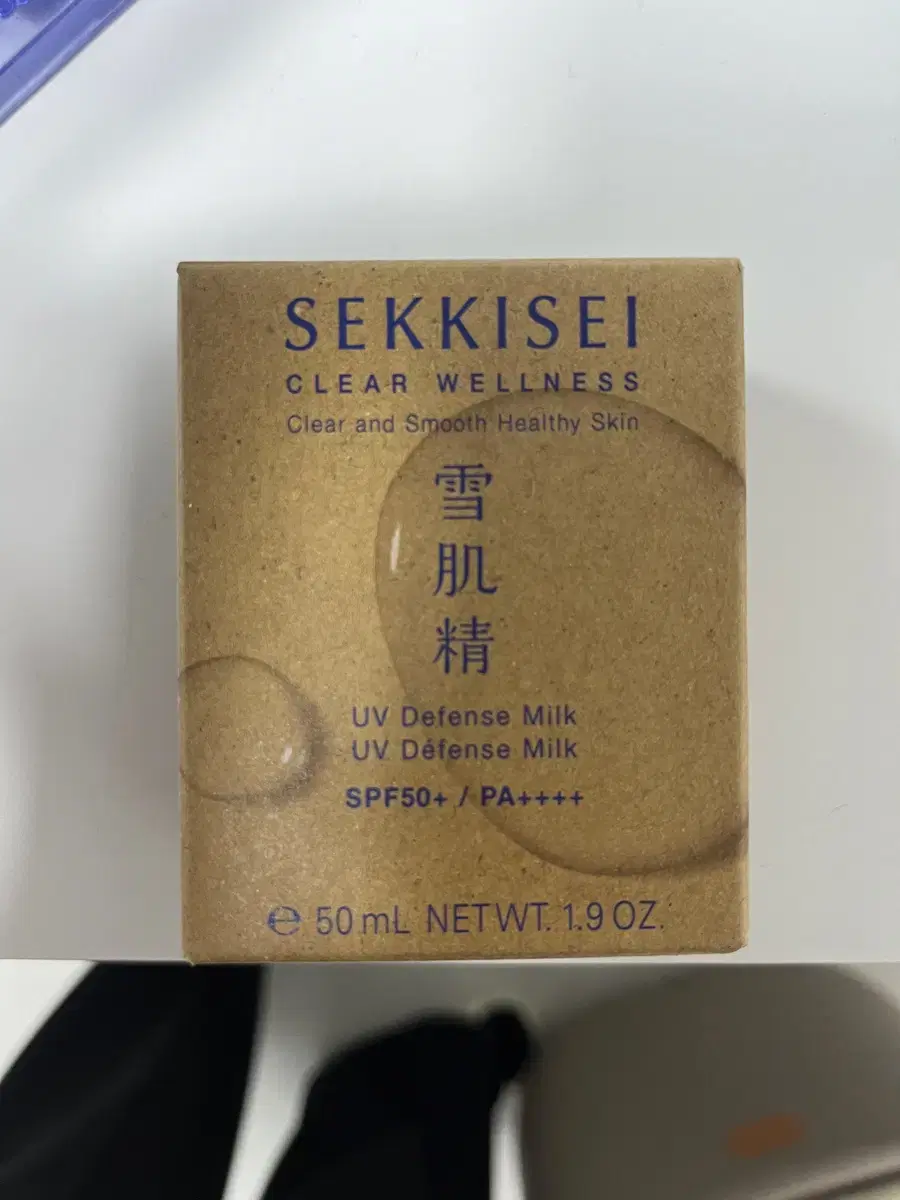 SEKKISEI
CLEAR WELLNESS
Clear and Smooth Healthy Skin
雪肌精
UV Defense Milk
UV Défense Milk
SPF50+ / PA++++
℮ 50 mL NET WT. 1.9 OZ.